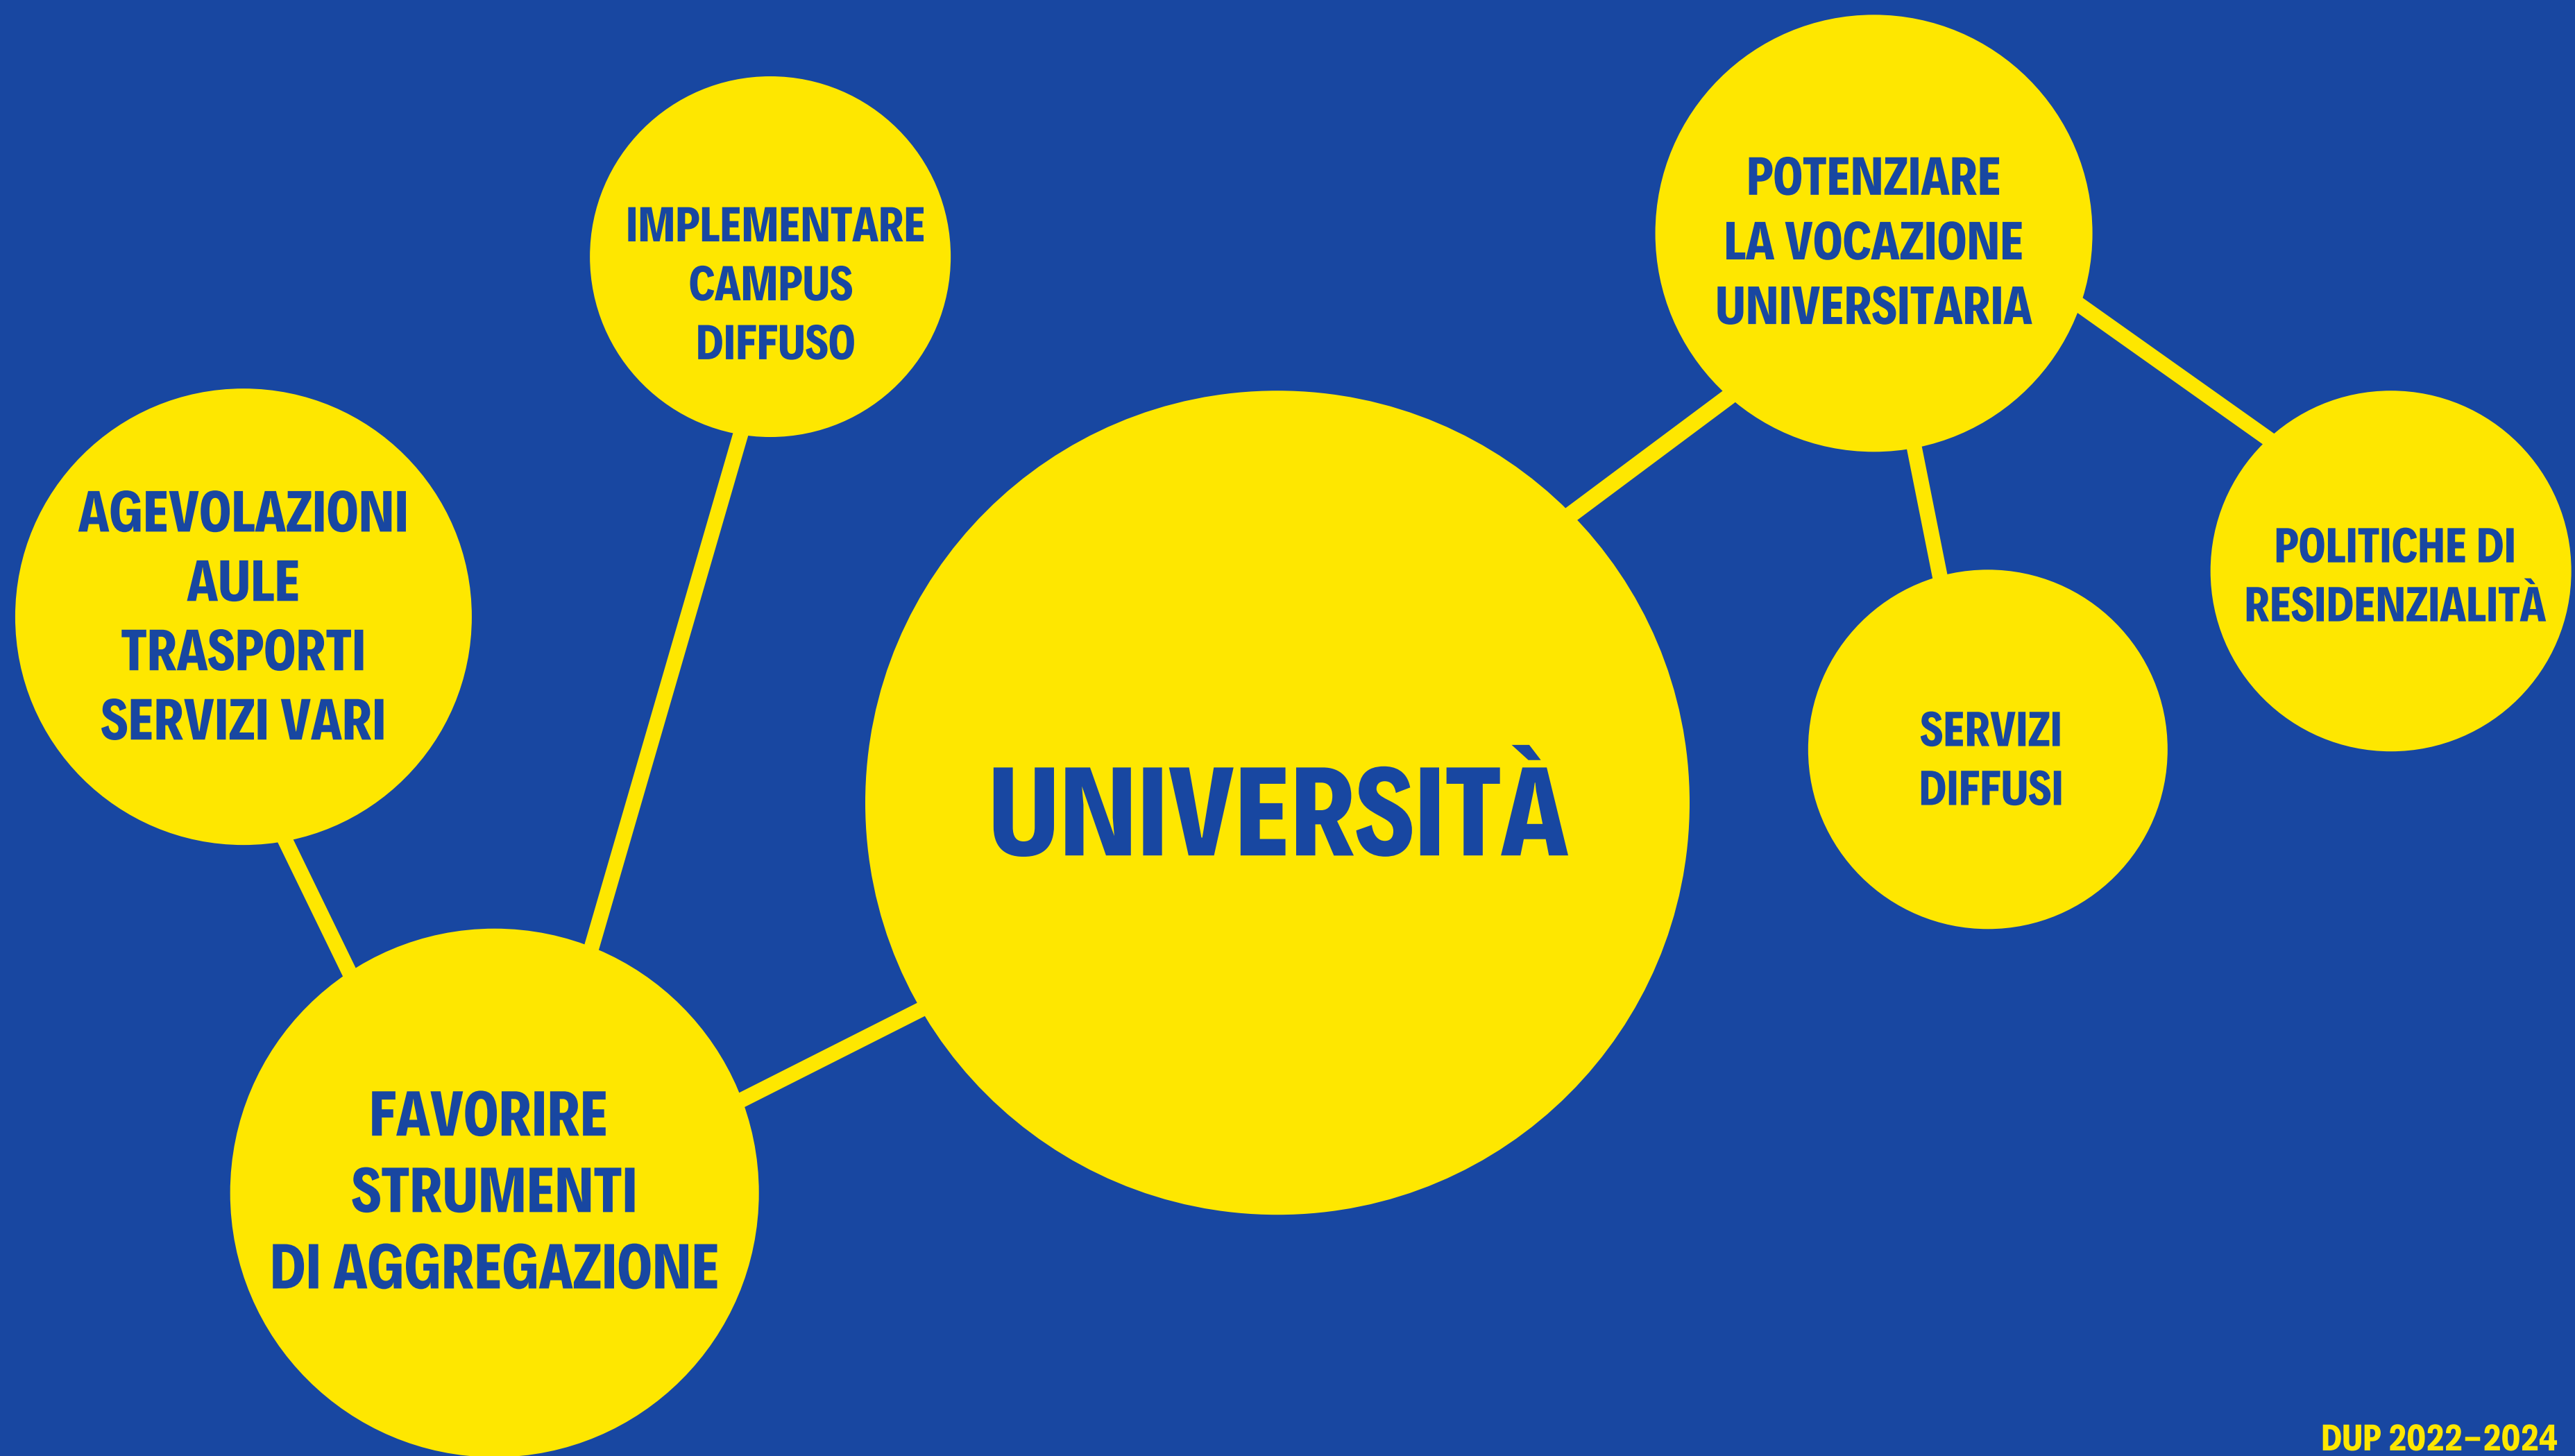 IMPLEMENTARE
CAMPUS
DIFFUSO
POTENZIARE
LA VOCAZIONE
UNIVERSITARIA
AGEVOLAZIONI
AULE
TRASPORTI
SERVIZI VARI
POLITICHE DI
RESIDENZIALITÀ
SERVIZI
DIFFUSI
UNIVERSITÀ
FAVORIRE
STRUMENTI
DI AGGREGAZIONE
DUP 2022–2024